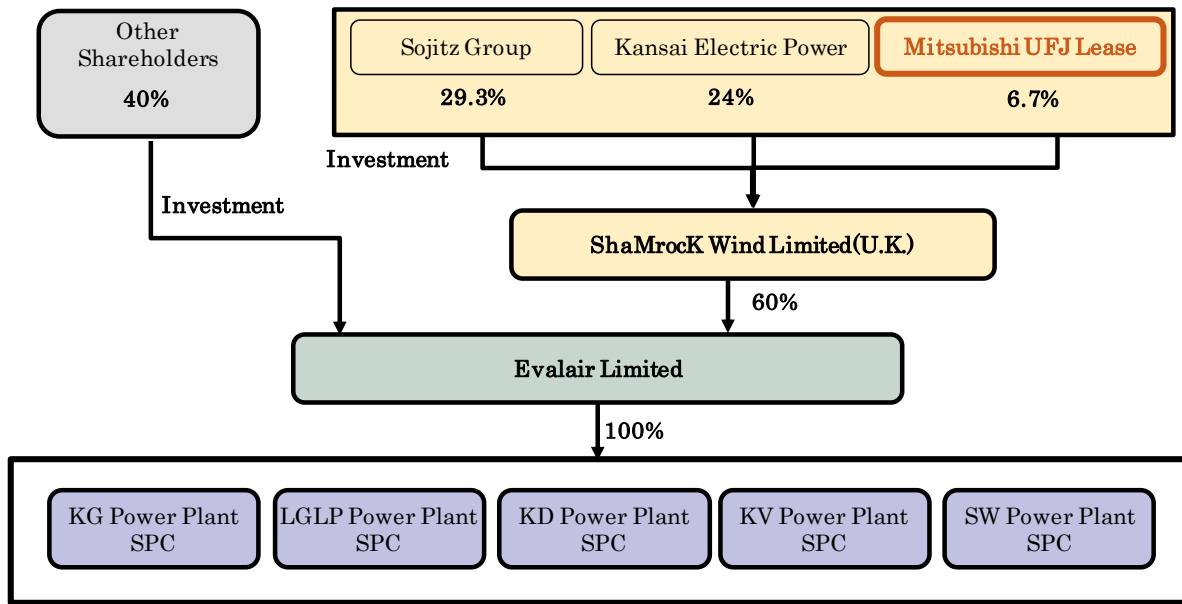 Other
Shareholders
40%
Sojitz Group
Kansai Electric Power
Mitsubishi UFJ Lease
29.3%
24%
6.7%
Investment
Investment
ShaMrocK Wind Limited(U.K.)
60%
Evalair Limited
100%
KG Power Plant
SPC
LGLP Power Plant
SPC
KD Power Plant
SPC
KV Power Plant
SPC
SW Power Plant
SPC